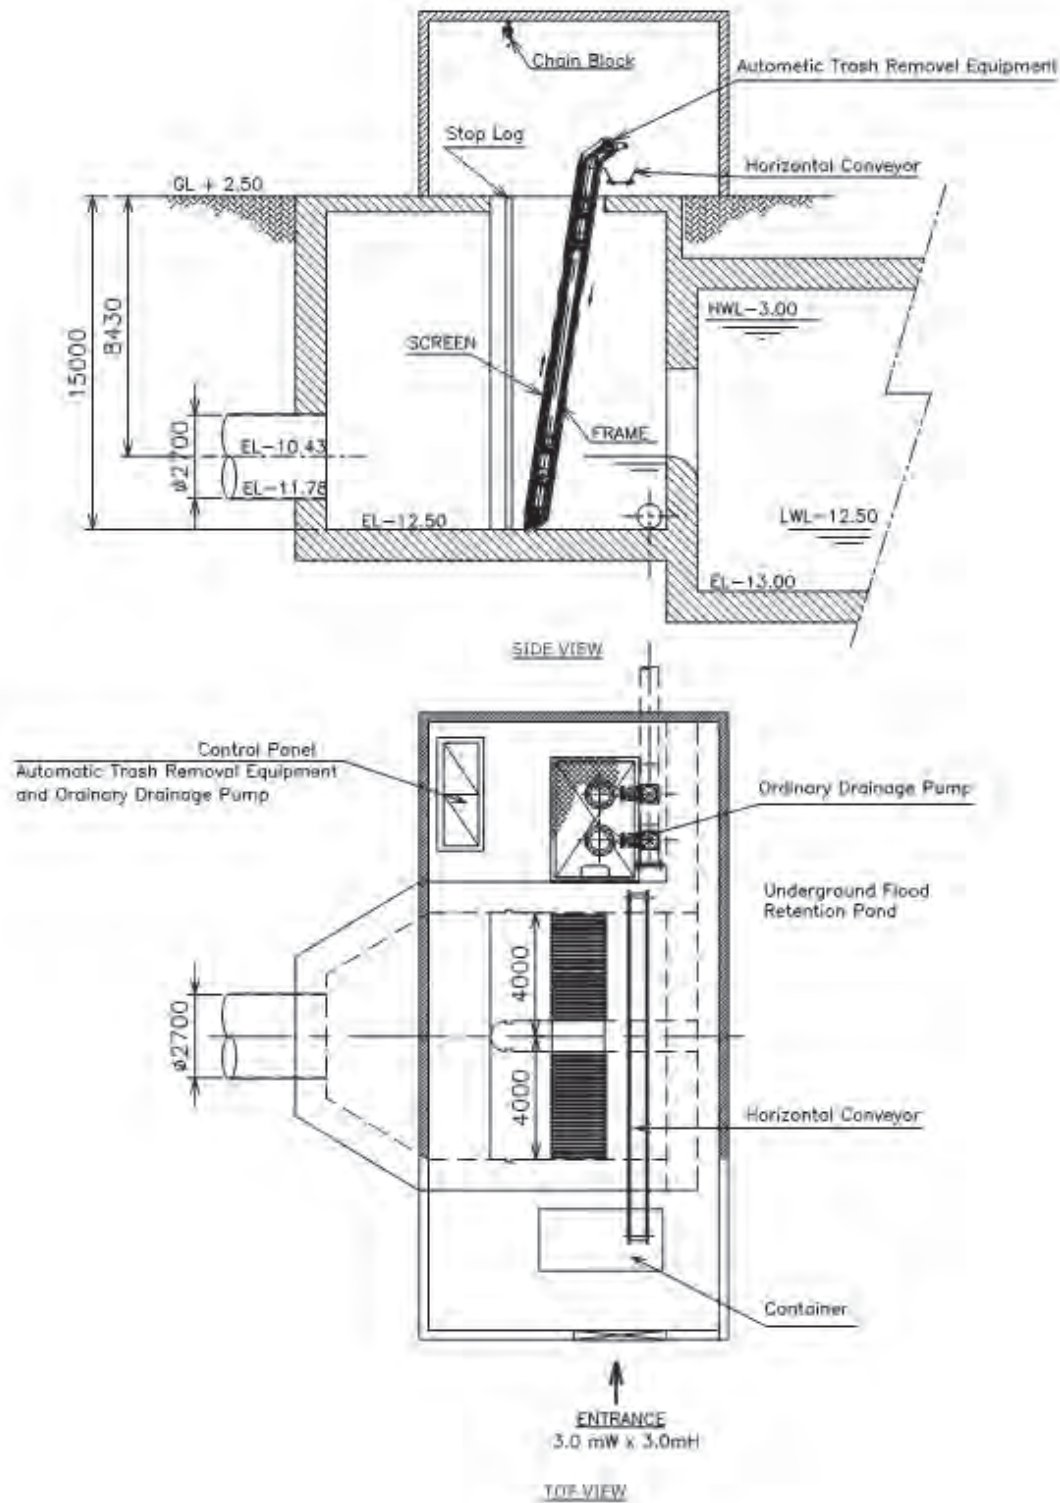 Chain Block
Autometic Trash Removel Equipment
Stop Log
Horizontal Conveyor
GL + 2.50
HWL-3.00
15000
8430
SCREEN
FRAME
ø2700
EL-10.43
EL-11.78
EL-12.50
LWL-12.50
EL-13.00
SIDE VIEW
Control Panel
Automatic Trash Removal Equipment
and Ordinary Drainage Pump
Ordinary Drainage Pump
Underground Flood
Retention Pond
4000
ø2700
4000
Horizontal Conveyor
Container
ENTRANCE
3.0 mW x 3.0mH
TOP VIEW